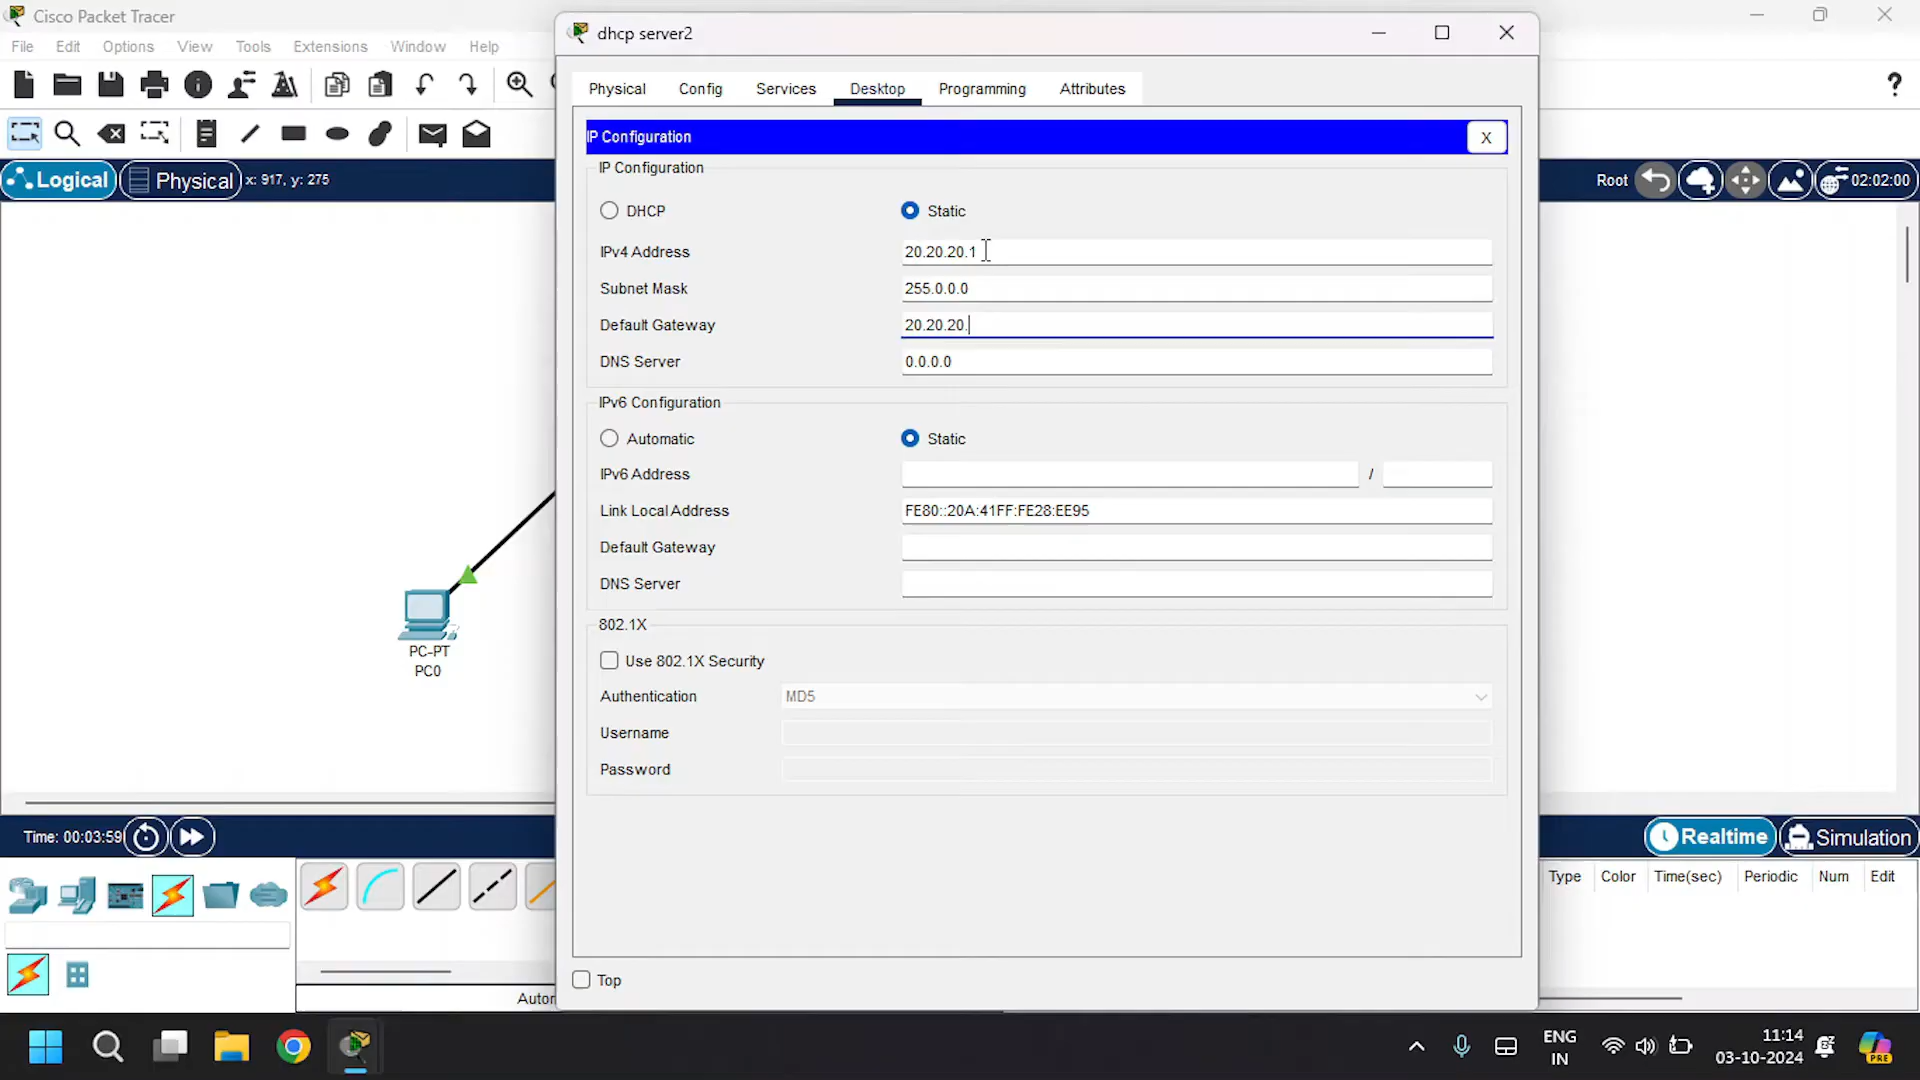 Cisco Packet Tracer
File Edit Options View Tools Extensions Window Help
Logical Physical x: 917, y: 275
Root 02:02:00
dhcp server2
Physical Config Services Desktop Programming Attributes
IP Configuration X
IP Configuration
DHCP Static
IPv4 Address 20.20.20.1
Subnet Mask 255.0.0.0
Default Gateway 20.20.20.
DNS Server 0.0.0.0
IPv6 Configuration
Automatic Static
IPv6 Address /
Link Local Address FE80::20A:41FF:FE28:EE95
Default Gateway
DNS Server
802.1X
Use 802.1X Security
Authentication MD5
Username
Password
Top
PC-PT
PC0
Time: 00:03:59
Realtime Simulation
Type Color Time(sec) Periodic Num Edit
Autor
ENG
IN
11:14
03-10-2024
PRE